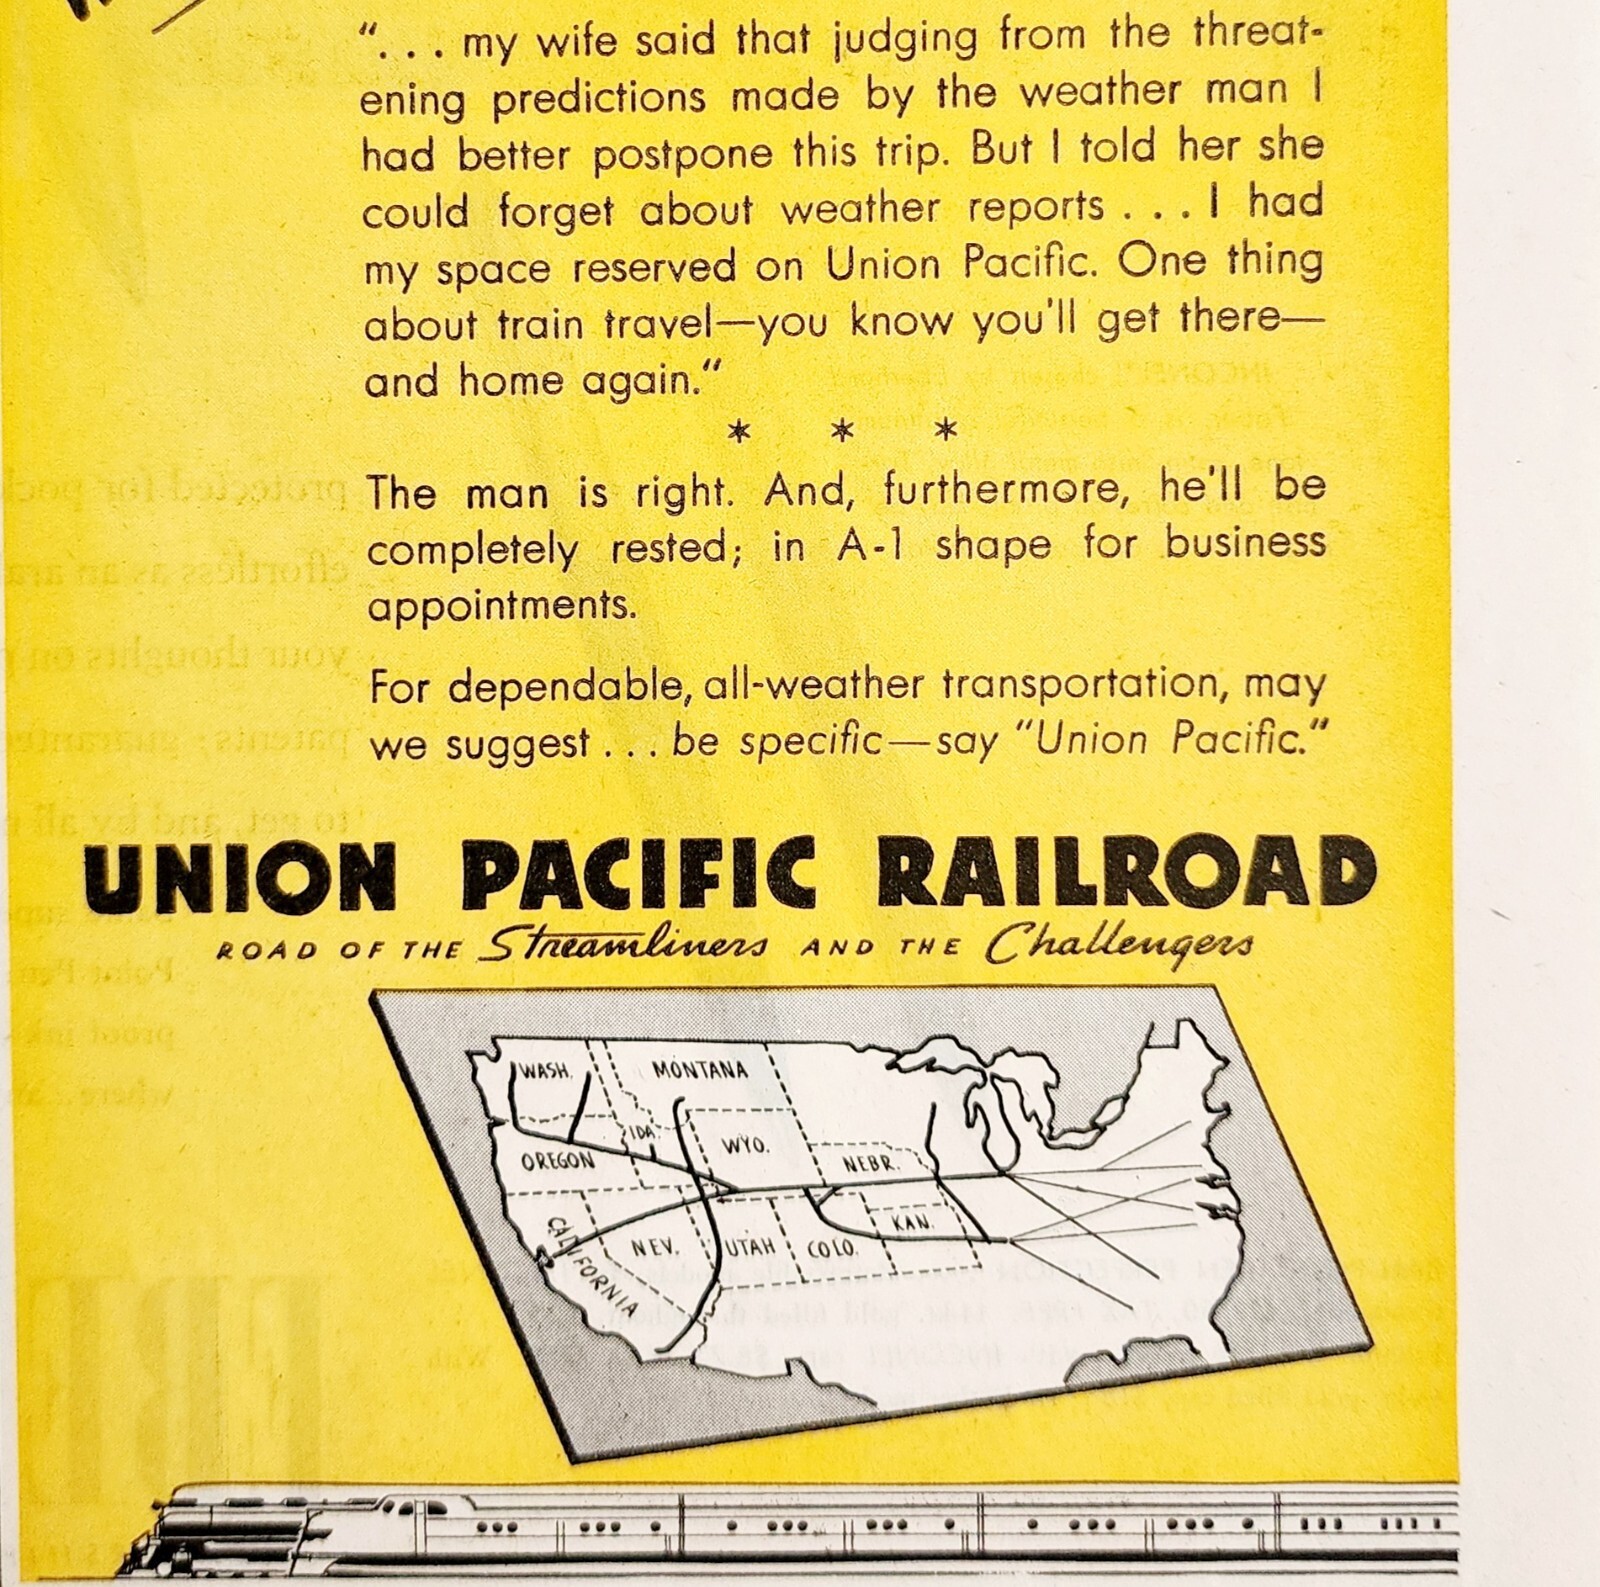 “. . . my wife said that judging from the threat-
ening predictions made by the weather man I
had better postpone this trip. But I told her she
could forget about weather reports . . . I had
my space reserved on Union Pacific. One thing
about train travel—you know you'll get there—
and home again.”
* * *
The man is right. And, furthermore, he'll be
completely rested; in A-1 shape for business
appointments.
For dependable, all-weather transportation, may
we suggest . . . be specific—say “Union Pacific.”
UNION PACIFIC RAILROAD
ROAD OF THE Streamliners AND THE Challengers
WASH.
MONTANA
IDA.
WYO.
OREGON
NEBR.
CALIFORNIA
NEV.
UTAH
COLO.
KAN.